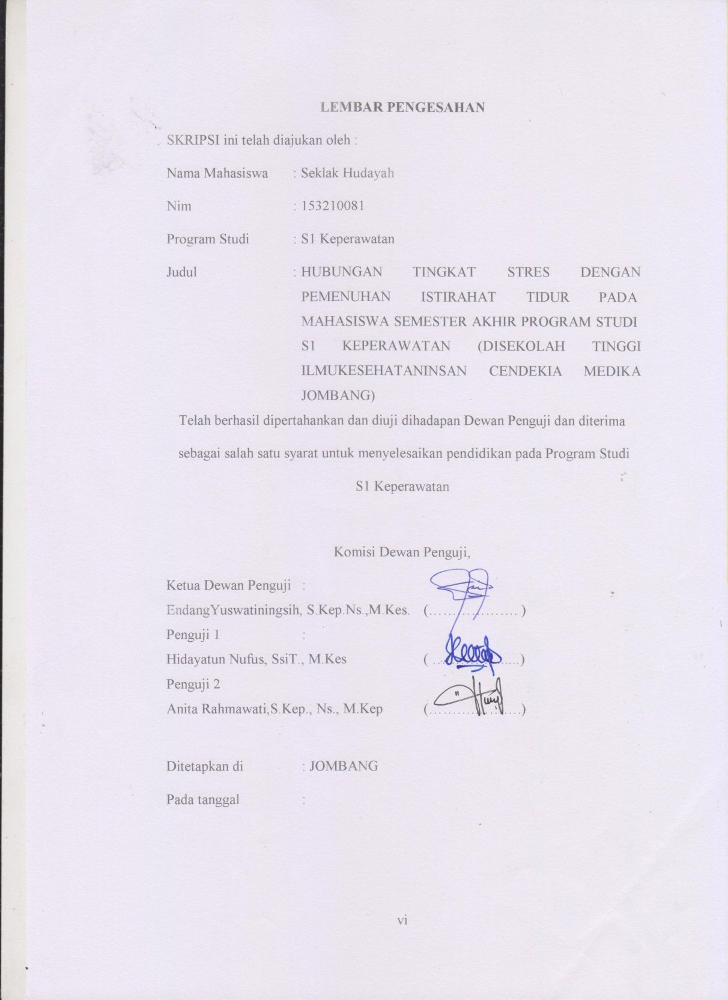 LEMBAR PENGESAHAN
SKRIPSI ini telah diajukan oleh :
Nama Mahasiswa : Seklak Hudayah
Nim : 153210081
Program Studi : S1 Keperawatan
Judul : HUBUNGAN TINGKAT STRES DENGAN
PEMENUHAN ISTIRAHAT TIDUR PADA
MAHASISWA SEMESTER AKHIR PROGRAM STUDI
S1 KEPERAWATAN (DISEKOLAH TINGGI
ILMUKESEHATANINSAN CENDEKIA MEDIKA
JOMBANG)
Telah berhasil dipertahankan dan diuji dihadapan Dewan Penguji dan diterima
sebagai salah satu syarat untuk menyelesaikan pendidikan pada Program Studi
S1 Keperawatan
Komisi Dewan Penguji,
Ketua Dewan Penguji :
EndangYuswatiningsih, S.Kep.Ns.,M.Kes. (....................)
Penguji 1 :
Hidayatun Nufus, SsiT., M.Kes (....................)
Penguji 2
Anita Rahmawati,S.Kep., Ns., M.Kep (....................)
Ditetapkan di : JOMBANG
Pada tanggal :
vi